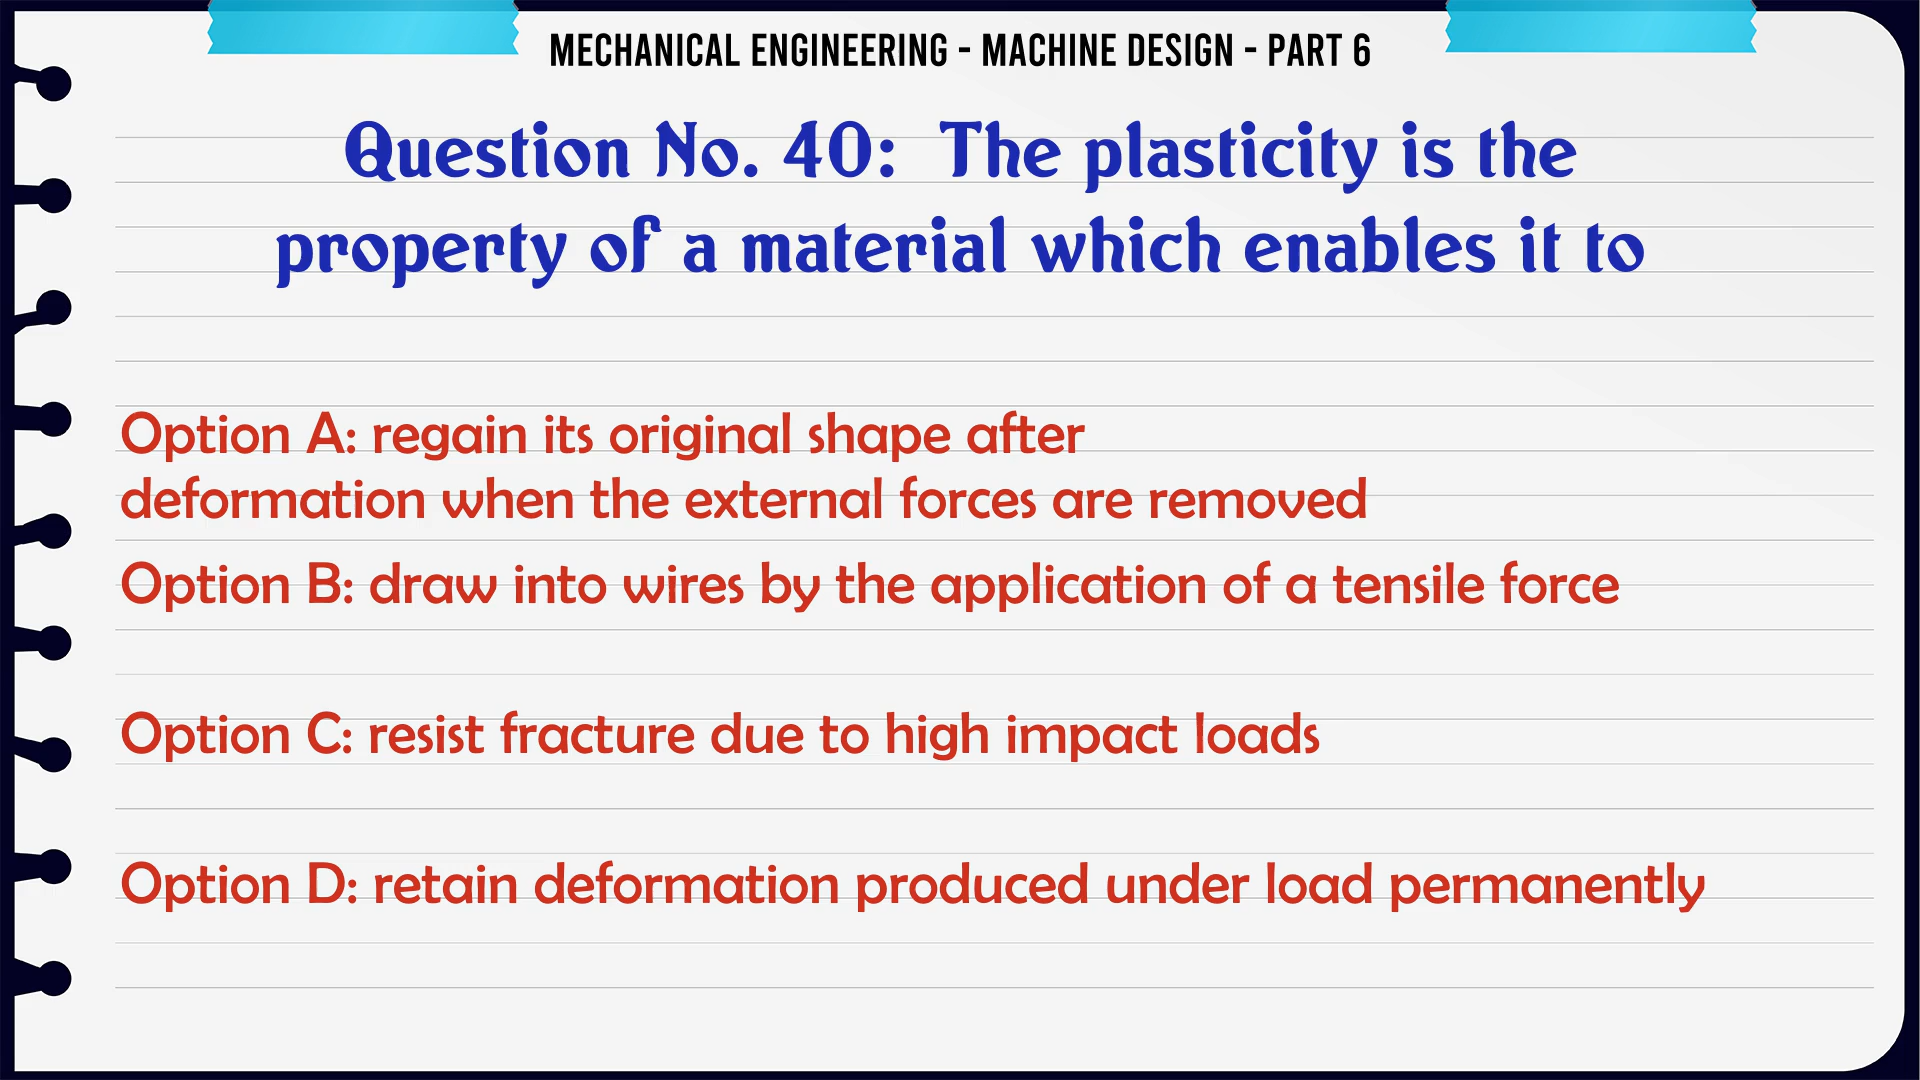 MECHANICAL ENGINEERING - MACHINE DESIGN - PART 6
Question No. 40: The plasticity is the
property of a material which enables it to
Option A: regain its original shape after
deformation when the external forces are removed
Option B: draw into wires by the application of a tensile force
Option C: resist fracture due to high impact loads
Option D: retain deformation produced under load permanently